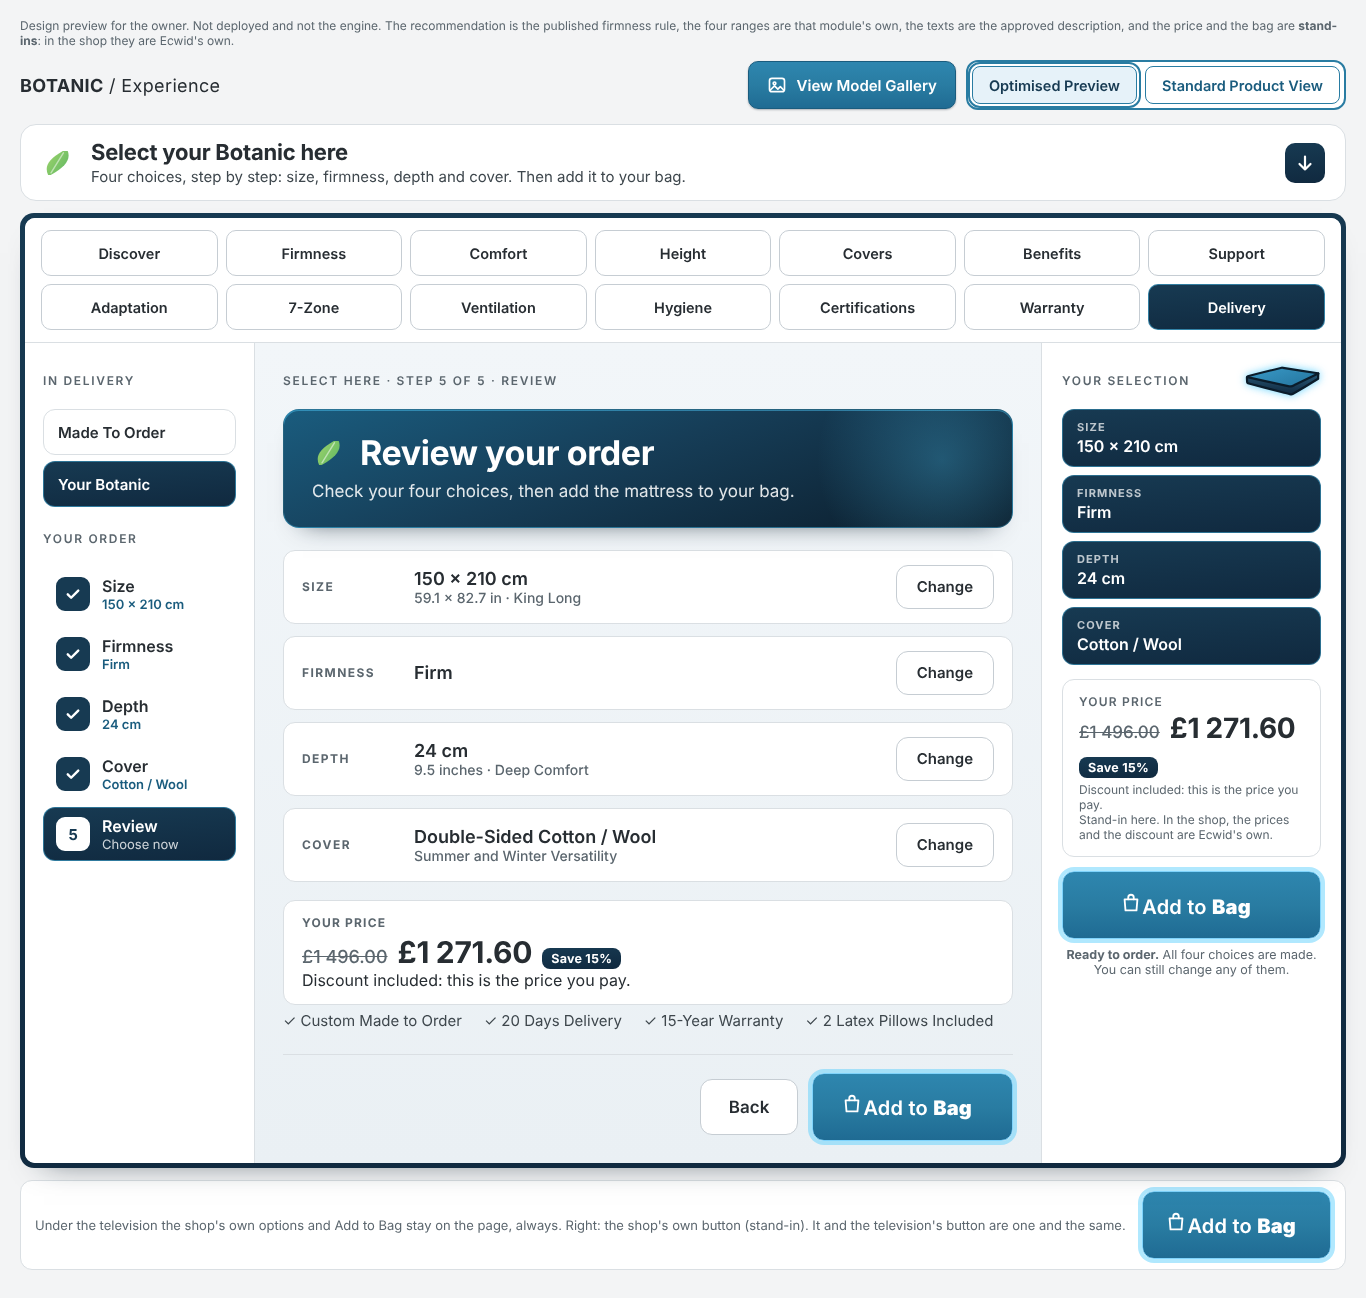 Design preview for the owner. Not deployed and not the engine. The recommendation is the published firmness rule, the four ranges are that module's own, the texts are the approved description, and the price and the bag are stand-
ins: in the shop they are Ecwid's own.
BOTANIC / Experience
View Model Gallery
Optimised Preview
Standard Product View
Select your Botanic here
Four choices, step by step: size, firmness, depth and cover. Then add it to your bag.
Discover
Firmness
Comfort
Height
Covers
Benefits
Support
Adaptation
7-Zone
Ventilation
Hygiene
Certifications
Warranty
Delivery
IN DELIVERY
Made To Order
Your Botanic
YOUR ORDER
Size
150 × 210 cm
Firmness
Firm
Depth
24 cm
Cover
Cotton / Wool
5
Review
Choose now
SELECT HERE · STEP 5 OF 5 · REVIEW
Review your order
Check your four choices, then add the mattress to your bag.
SIZE
150 × 210 cm
59.1 × 82.7 in · King Long
Change
FIRMNESS
Firm
Change
DEPTH
24 cm
9.5 inches · Deep Comfort
Change
COVER
Double-Sided Cotton / Wool
Summer and Winter Versatility
Change
YOUR PRICE
£1 496.00 £1 271.60 Save 15%
Discount included: this is the price you pay.
✓ Custom Made to Order ✓ 20 Days Delivery ✓ 15-Year Warranty ✓ 2 Latex Pillows Included
Back
Add to Bag
YOUR SELECTION
SIZE
150 × 210 cm
FIRMNESS
Firm
DEPTH
24 cm
COVER
Cotton / Wool
YOUR PRICE
£1 496.00 £1 271.60
Save 15%
Discount included: this is the price you
pay.
Stand-in here. In the shop, the prices
and the discount are Ecwid's own.
Add to Bag
Ready to order. All four choices are made.
You can still change any of them.
Under the television the shop's own options and Add to Bag stay on the page, always. Right: the shop's own button (stand-in). It and the television's button are one and the same.
Add to Bag